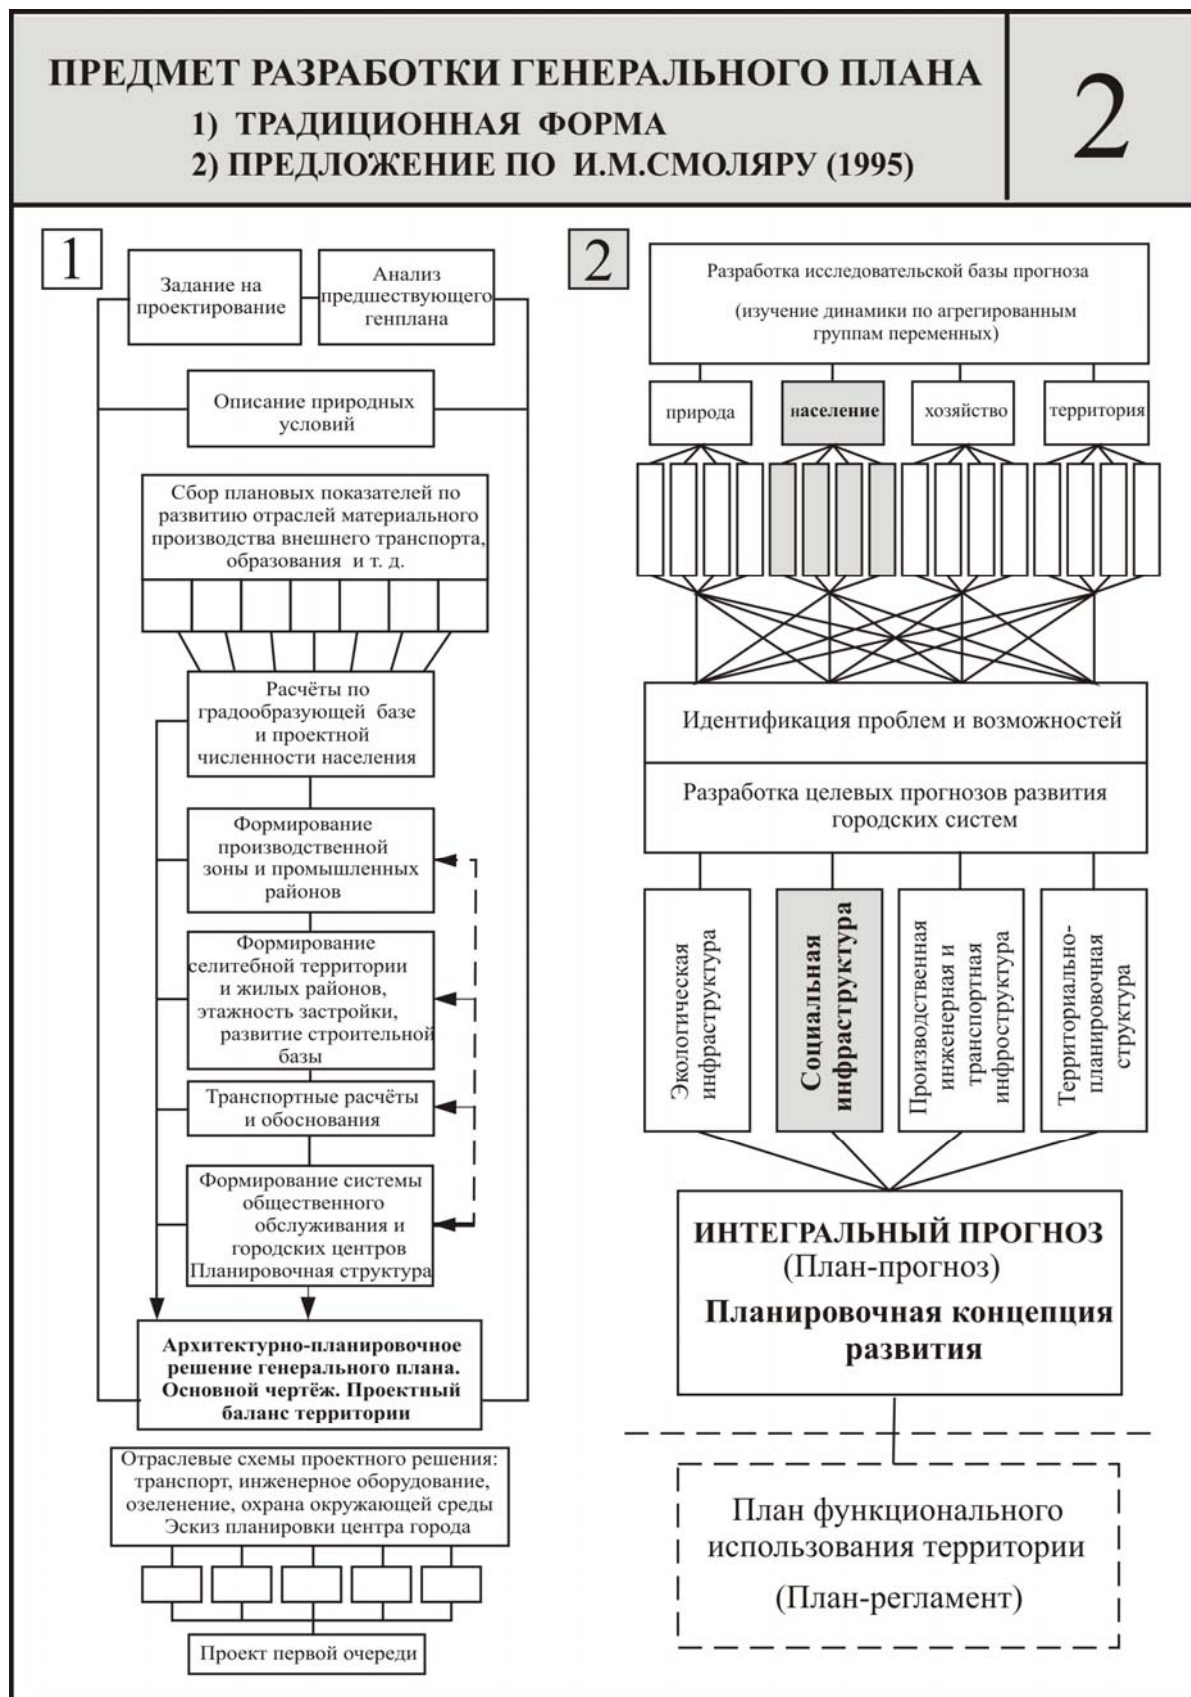 ПРЕДМЕТ РАЗРАБОТКИ ГЕНЕРАЛЬНОГО ПЛАНА
1) ТРАДИЦИОННАЯ ФОРМА
2) ПРЕДЛОЖЕНИЕ ПО И.М.СМОЛЯРУ (1995)
2
1
Задание на
проектирование
Анализ
предшествующего
генплана
Описание природных
условий
Сбор плановых показателей по
развитию отраслей материального
производства внешнего транспорта,
образования и т. д.
Расчёты по
градообразующей базе
и проектной
численности населения
Формирование
производственной
зоны и промышленных
районов
Формирование
селитебной территории
и жилых районов,
этажность застройки,
развитие строительной
базы
Транспортные расчёты
и обоснования
Формирование системы
общественного
обслуживания и
городских центров
Планировочная структура
Архитектурно-планировочное
решение генерального плана.
Основной чертёж. Проектный
баланс территории
Отраслевые схемы проектного решения:
транспорт, инженерное оборудование,
озеленение, охрана окружающей среды
Эскиз планировки центра города
Проект первой очереди
2
Разработка исследовательской базы прогноза
(изучение динамики по агрегированным
группам переменных)
природа
население
хозяйство
территория
Идентификация проблем и возможностей
Разработка целевых прогнозов развития
городских систем
Экологическая
инфраструктура
Социальная
инфраструктура
Производственная
инженерная и
транспортная
инфроструктура
Территориально-
планировочная
структура
ИНТЕГРАЛЬНЫЙ ПРОГНОЗ
(План-прогноз)
Планировочная концепция
развития
План функционального
использования территории
(План-регламент)